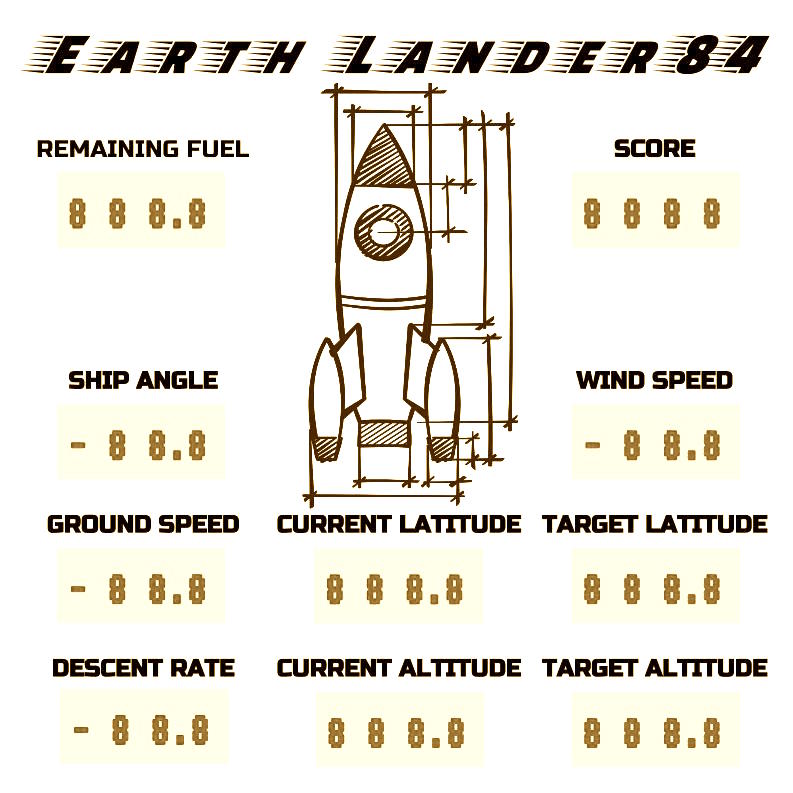 EARTH LANDER 84
REMAINING FUEL
SCORE
8 8 8.8
8 8 8 8
SHIP ANGLE
WIND SPEED
- 8 8.8
- 8 8.8
GROUND SPEED
CURRENT LATITUDE
TARGET LATITUDE
- 8 8.8
8 8 8.8
8 8 8.8
DESCENT RATE
CURRENT ALTITUDE
TARGET ALTITUDE
- 8 8.8
8 8 8.8
8 8 8.8